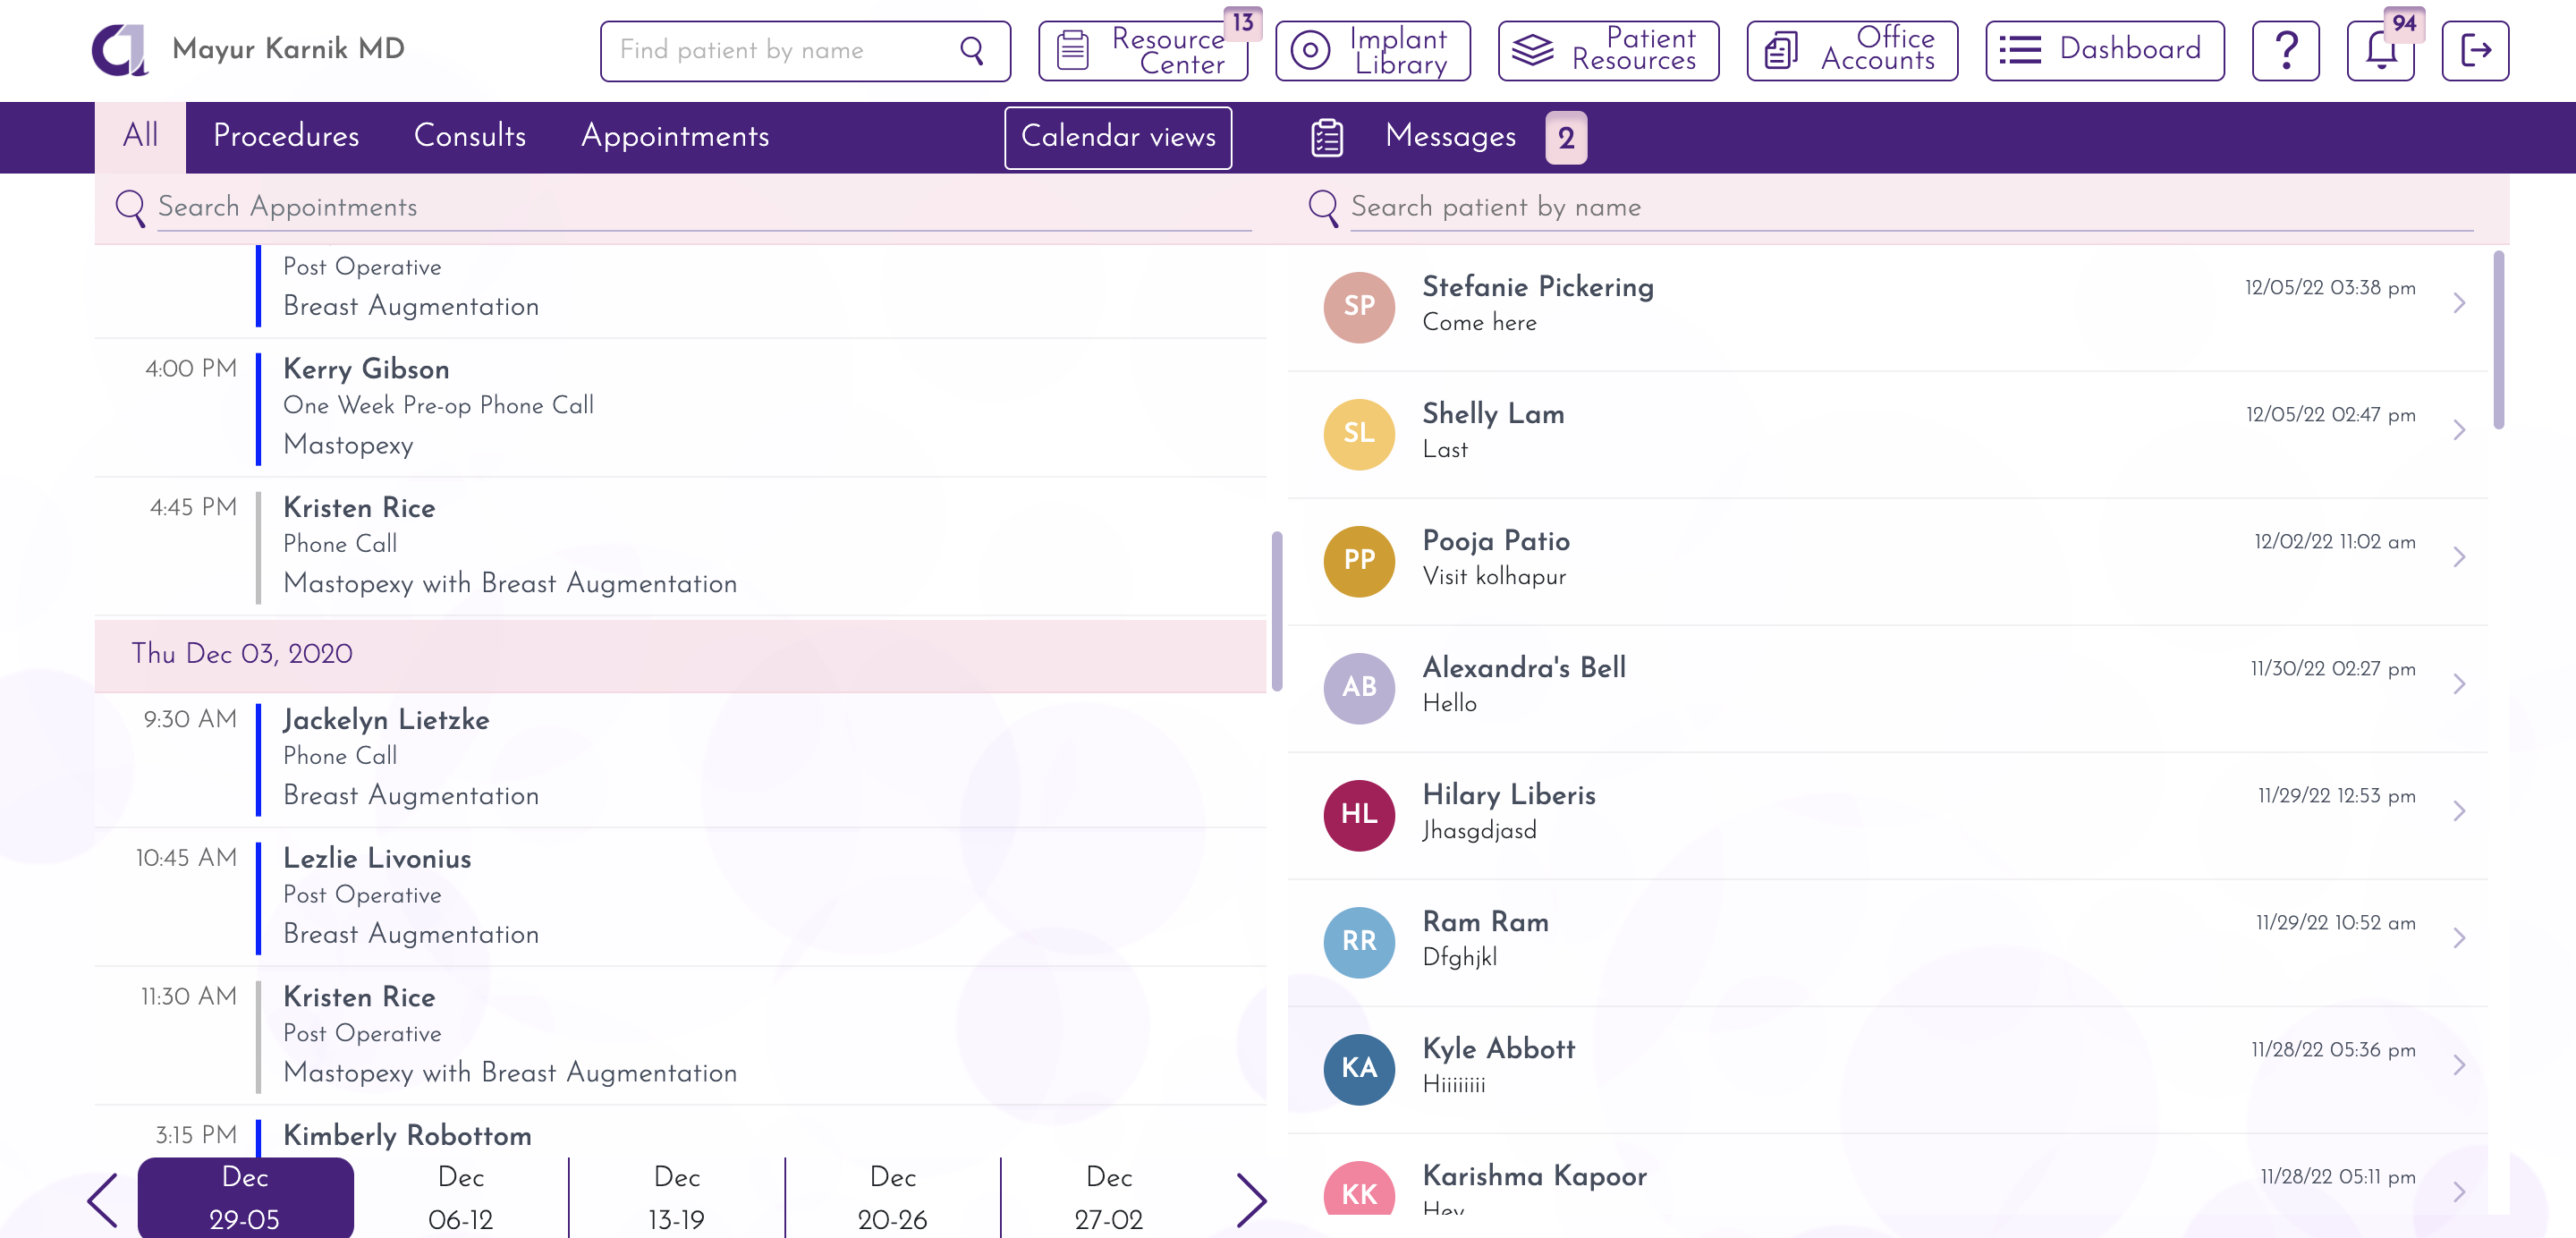 Mayur Karnik MD
Find patient by name
Resource
Center
13
Implant
Library
Patient
Resources
Office
Accounts
Dashboard
?
94
All
Procedures
Consults
Appointments
Calendar views
Messages
2
Search Appointments
Post Operative
Breast Augmentation
4:00 PM
Kerry Gibson
One Week Pre-op Phone Call
Mastopexy
4:45 PM
Kristen Rice
Phone Call
Mastopexy with Breast Augmentation
Thu Dec 03, 2020
9:30 AM
Jackelyn Lietzke
Phone Call
Breast Augmentation
10:45 AM
Lezlie Livonius
Post Operative
Breast Augmentation
11:30 AM
Kristen Rice
Post Operative
Mastopexy with Breast Augmentation
3:15 PM
Kimberly Robottom
Dec
29-05
Dec
06-12
Dec
13-19
Dec
20-26
Dec
27-02
Search patient by name
SP
Stefanie Pickering
12/05/22 03:38 pm
Come here
SL
Shelly Lam
12/05/22 02:47 pm
Last
PP
Pooja Patio
12/02/22 11:02 am
Visit kolhapur
AB
Alexandra's Bell
11/30/22 02:27 pm
Hello
HL
Hilary Liberis
11/29/22 12:53 pm
Jhasgdjasd
RR
Ram Ram
11/29/22 10:52 am
Dfghjkl
KA
Kyle Abbott
11/28/22 05:36 pm
Hiiiiiiii
KK
Karishma Kapoor
11/28/22 05:11 pm
Hey